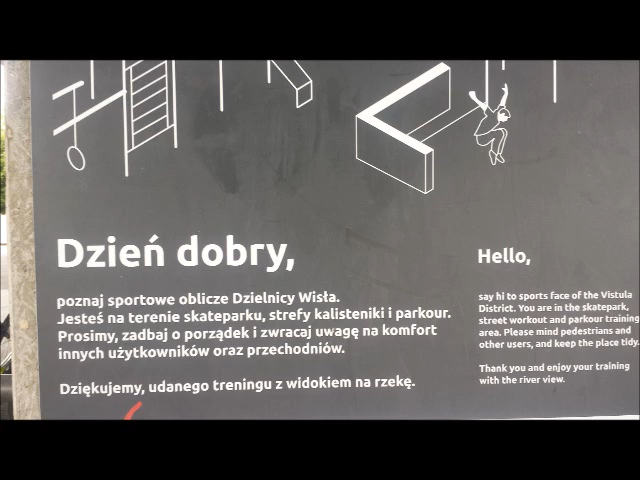 Dzień dobry,
poznaj sportowe oblicze Dzielnicy Wisła.
Jesteś na terenie skateparku, strefy kalisteniki i parkour.
Prosimy, zadbaj o porządek i zwracaj uwagę na komfort
innych użytkowników oraz przechodniów.
Dziękujemy, udanego treningu z widokiem na rzekę.
Hello,
say hi to sports face of the Vistula
District. You are in the skatepark,
street workout and parkour training
area. Please mind pedestrians and
other users, and keep the place tidy.
Thank you and enjoy your training
with the river view.